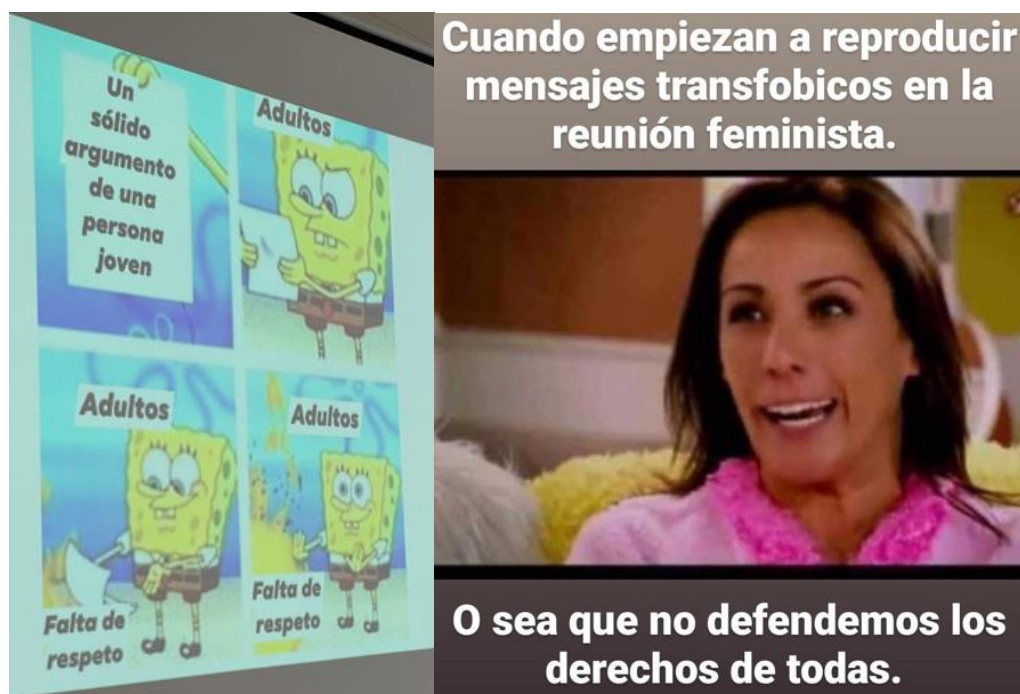 Un
sólido
argumento
de una
persona
joven
Adultos
Adultos
Falta de
respeto
Adultos
Falta de
respeto
Cuando empiezan a reproducir
mensajes transfobicos en la
reunión feminista.
O sea que no defendemos los
derechos de todas.